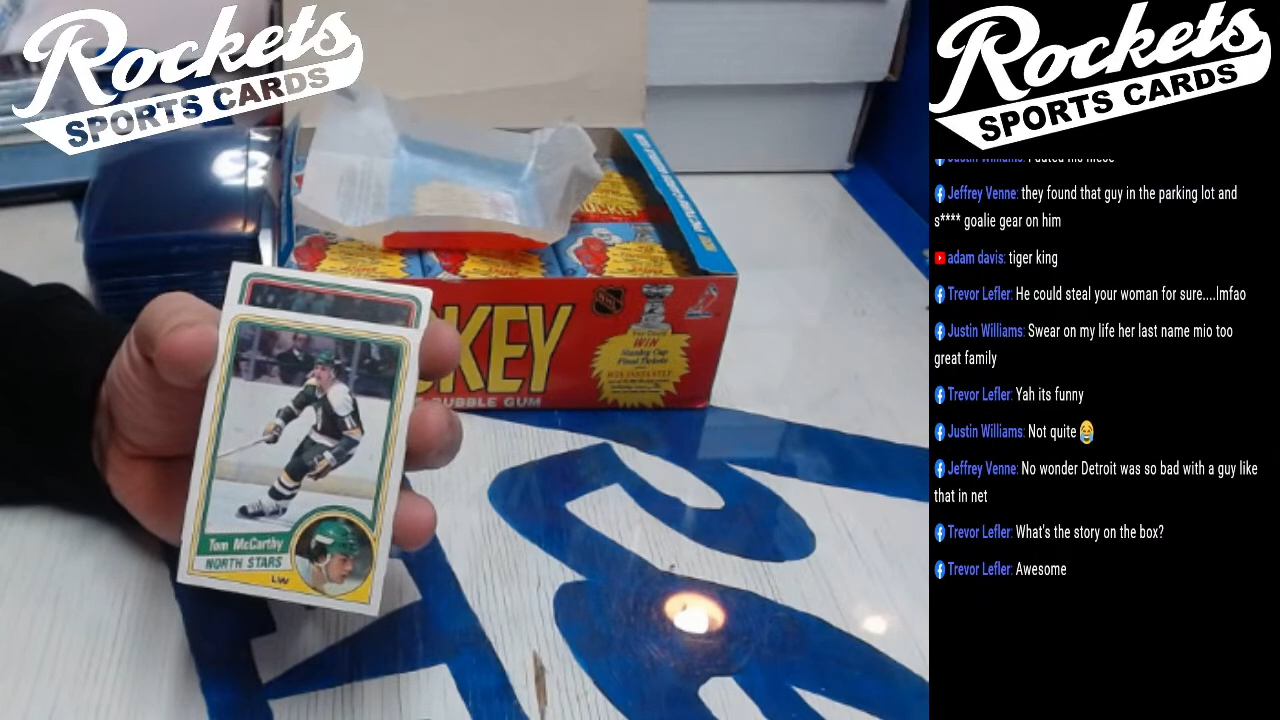 Rockets
SPORTS CARDS
Rockets
SPORTS CARDS
Jeffrey Venne: they found that guy in the parking lot and
s**** goalie gear on him
adam davis: tiger king
Trevor Lefler: He could steal your woman for sure....lmfao
Justin Williams: Swear on my life her last name mio too
great family
Trevor Lefler: Yah its funny
Justin Williams: Not quite 😂
Jeffrey Venne: No wonder Detroit was so bad with a guy like
that in net
Trevor Lefler: What's the story on the box?
Trevor Lefler: Awesome
HOCKEY
NHL
KEY
WIN
Stanley Cup
Final Tickets
WIN INSTANTLY
BUBBLE GUM
Tom McCarthy
NORTH STARS
LW